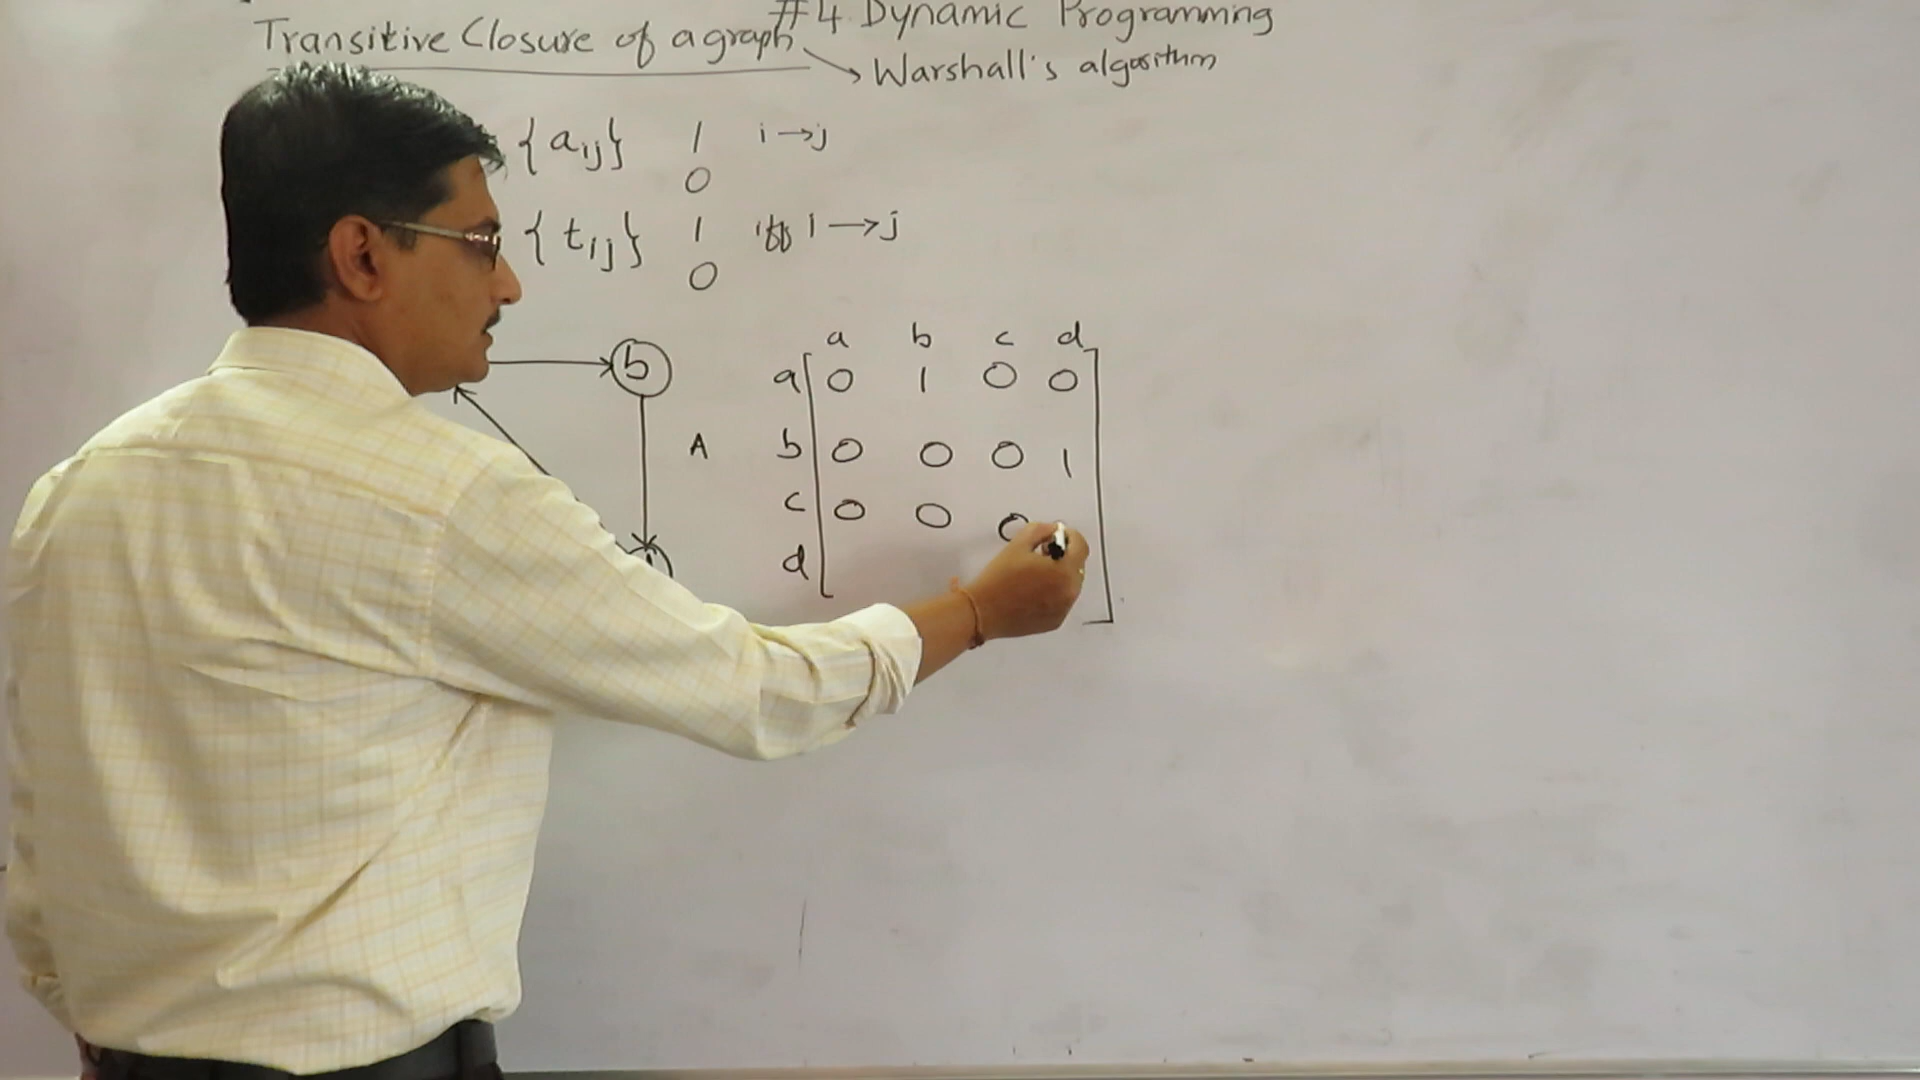 #4 Dynamic Programming
Transitive Closure of a graph → Warshall's algorithm
{aij} 1 i → j
0
{tij} 1 iff i → j
0
b
A
a b c d
a 0 1 0 0
b 0 0 0 1
c 0 0 0
d